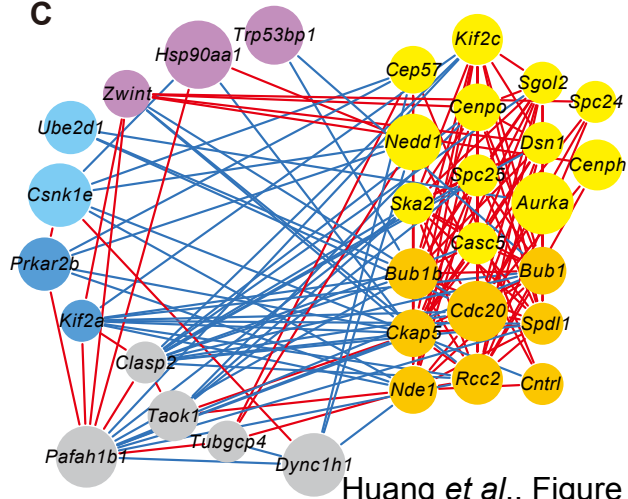 C
Trp53bp1
Hsp90aa1
Zwint
Ube2d1
Csnk1e
Prkar2b
Kif2a
Clasp2
Taok1
Tubgcp4
Pafah1b1
Dync1h1
Kif2c
Cep57
Sgol2
Cenpo
Spc24
Nedd1
Dsn1
Spc25
Cenph
Ska2
Aurka
Casc5
Bub1b
Bub1
Cdc20
Ckap5
Spdl1
Rcc2
Nde1
Cntrl
Huang et al., Figure